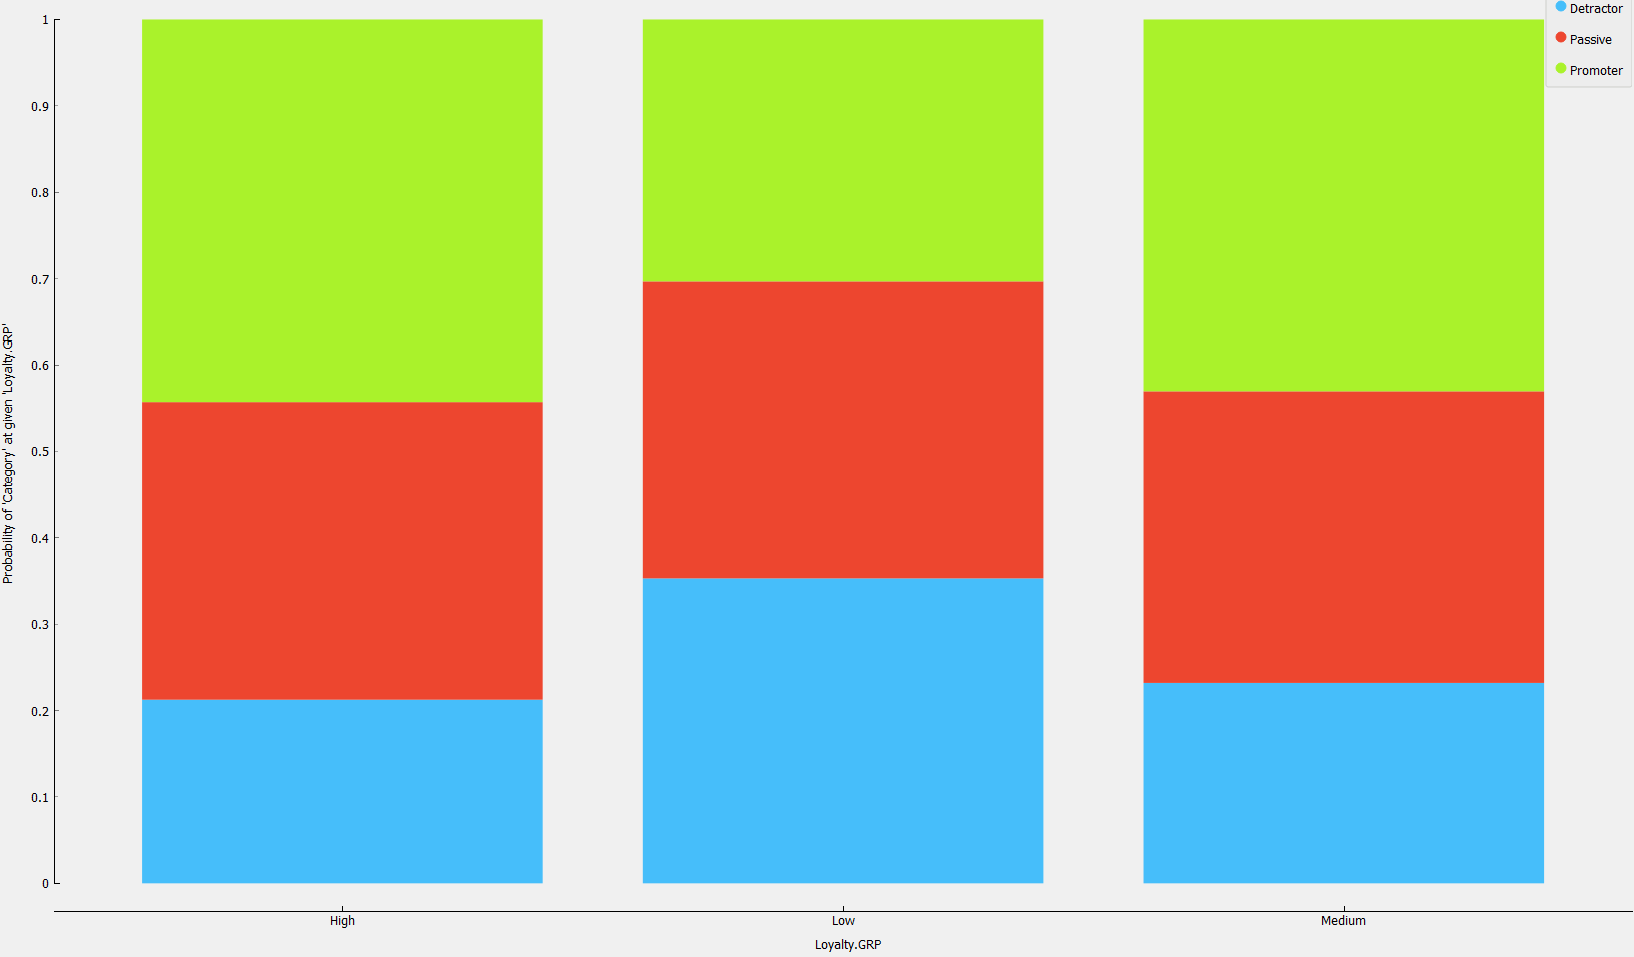 Detractor
Passive
Promoter
1
0.9
0.8
0.7
0.6
0.5
0.4
0.3
0.2
0.1
0
Probability of 'Category' at given 'Loyalty.GRP'
High
Low
Medium
Loyalty.GRP